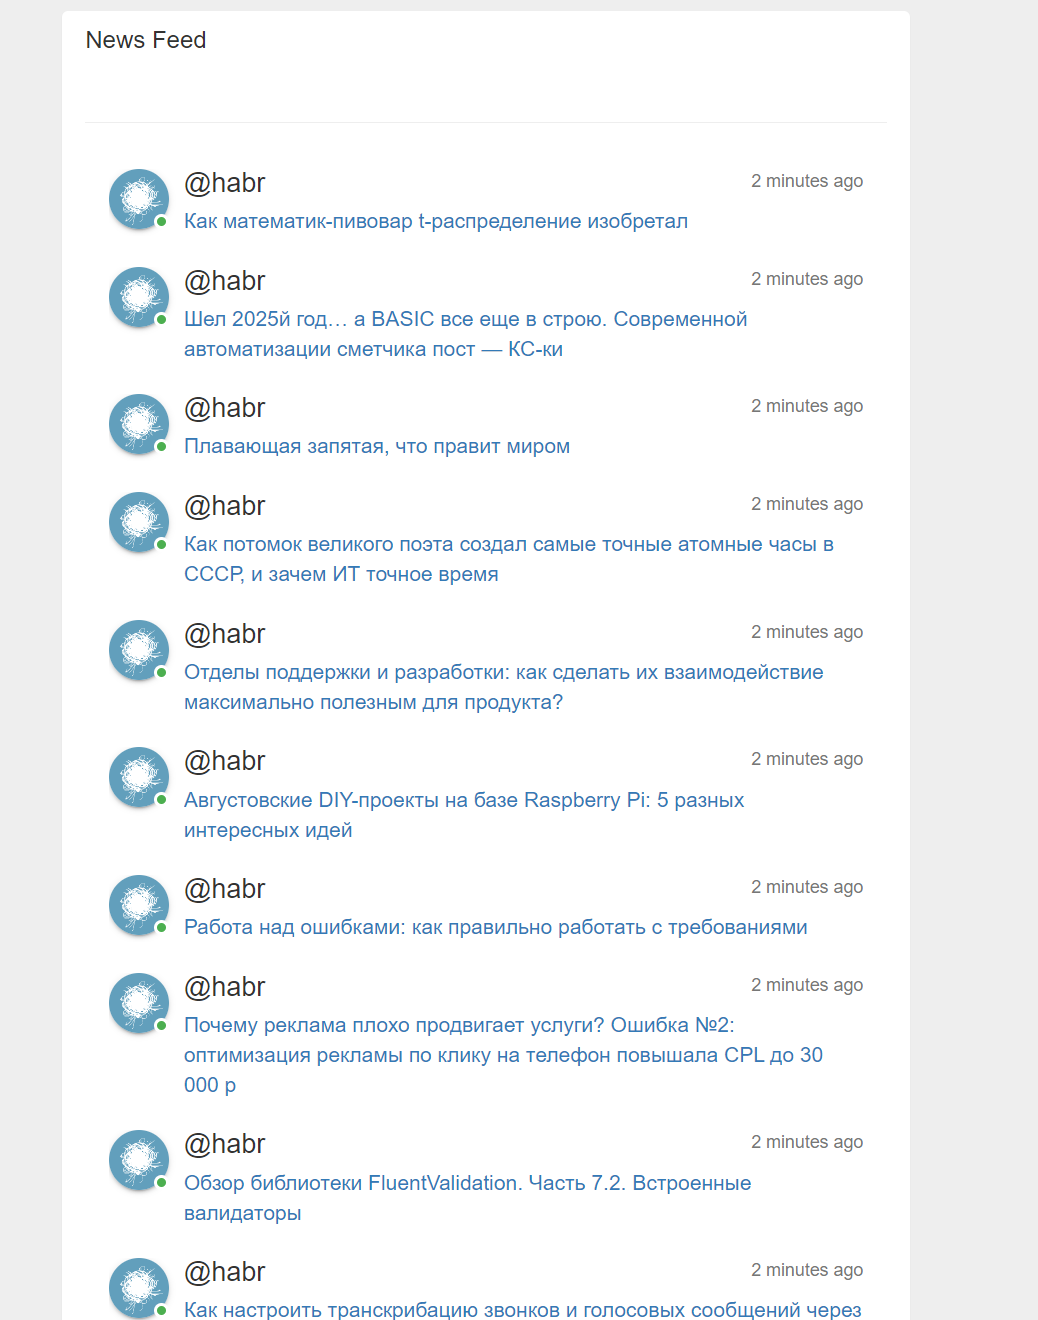 News Feed
@habr 2 minutes ago
Как математик-пивовар t-распределение изобретал
@habr 2 minutes ago
Шел 2025й год… а BASIC все еще в строю. Современной
автоматизации сметчика пост — КС-ки
@habr 2 minutes ago
Плавающая запятая, что правит миром
@habr 2 minutes ago
Как потомок великого поэта создал самые точные атомные часы в
СССР, и зачем ИТ точное время
@habr 2 minutes ago
Отделы поддержки и разработки: как сделать их взаимодействие
максимально полезным для продукта?
@habr 2 minutes ago
Августовские DIY-проекты на базе Raspberry Pi: 5 разных
интересных идей
@habr 2 minutes ago
Работа над ошибками: как правильно работать с требованиями
@habr 2 minutes ago
Почему реклама плохо продвигает услуги? Ошибка №2:
оптимизация рекламы по клику на телефон повышала CPL до 30
000 р
@habr 2 minutes ago
Обзор библиотеки FluentValidation. Часть 7.2. Встроенные
валидаторы
@habr 2 minutes ago
Как настроить транскрибацию звонков и голосовых сообщений через